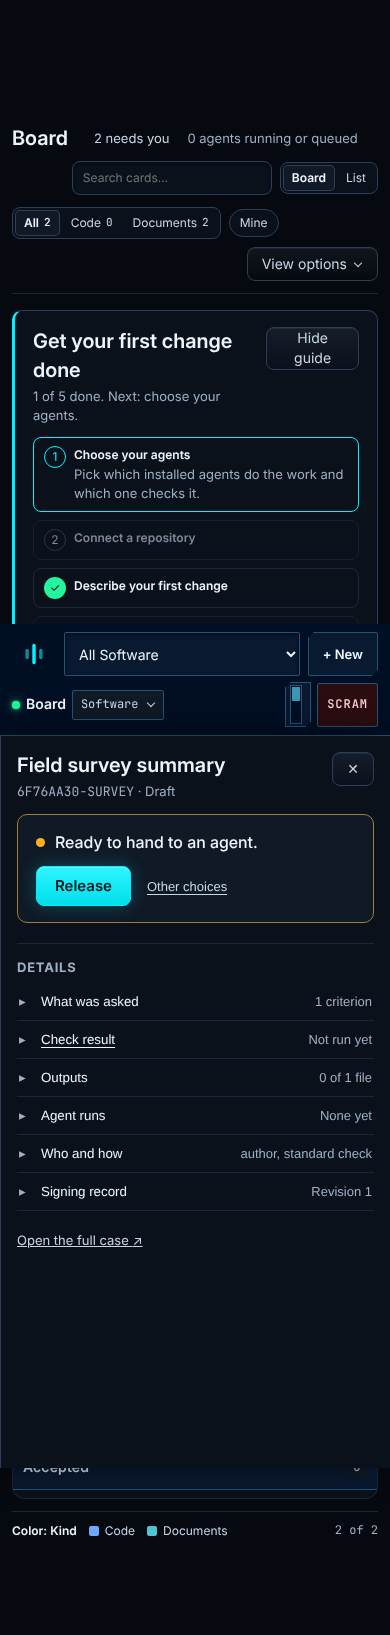 Board 2 needs you 0 agents running or queued
Search cards... Board List
All 2 Code 0 Documents 2 Mine
View options
Get your first change done
Hide guide
1 of 5 done. Next: choose your agents.
1 Choose your agents
Pick which installed agents do the work and which one checks it.
2 Connect a repository
✓ Describe your first change
All Software + New
Board Software SCRAM
Field survey summary ✕
6F76AA30-SURVEY · Draft
Ready to hand to an agent.
Release Other choices
DETAILS
▸ What was asked 1 criterion
▸ Check result Not run yet
▸ Outputs 0 of 1 file
▸ Agent runs None yet
▸ Who and how author, standard check
▸ Signing record Revision 1
Open the full case ↗
Accepted
Color: Kind Code Documents 2 of 2